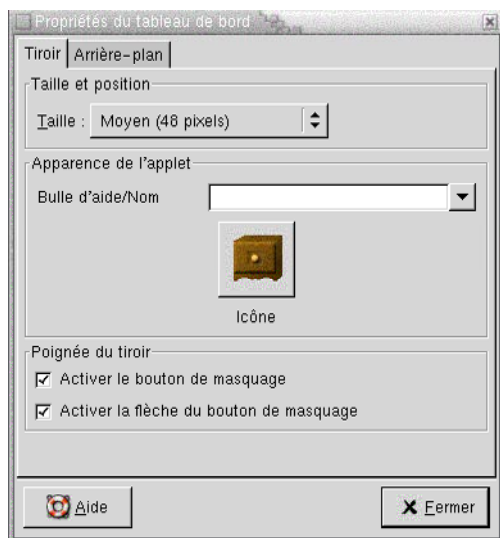 Propriétés du tableau de bord
Tiroir Arrière-plan
Taille et position
Taille : Moyen (48 pixels)
Apparence de l'applet
Bulle d'aide/Nom
Icône
Poignée du tiroir
Activer le bouton de masquage
Activer la flèche du bouton de masquage
Aide Fermer